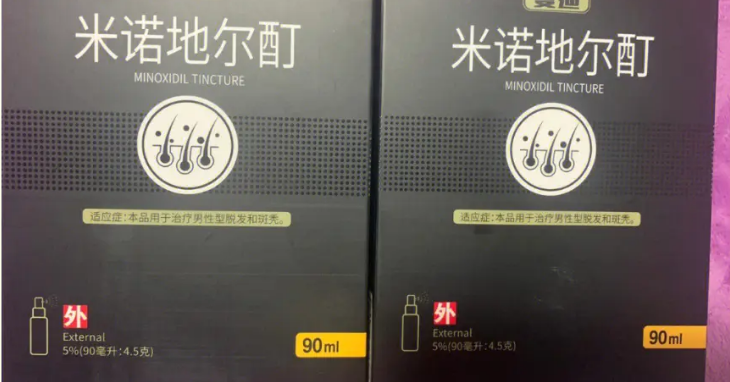 米诺地尔酊
MINOXIDIL TINCTURE
适应症:本品用于治疗男性型脱发和斑秃。
外
External
5%(90毫升:4.5克)
90ml
米诺地尔酊
MINOXIDIL TINCTURE
适应症:本品用于治疗男性型脱发和斑秃。
外
External
5%(90毫升:4.5克)
90ml